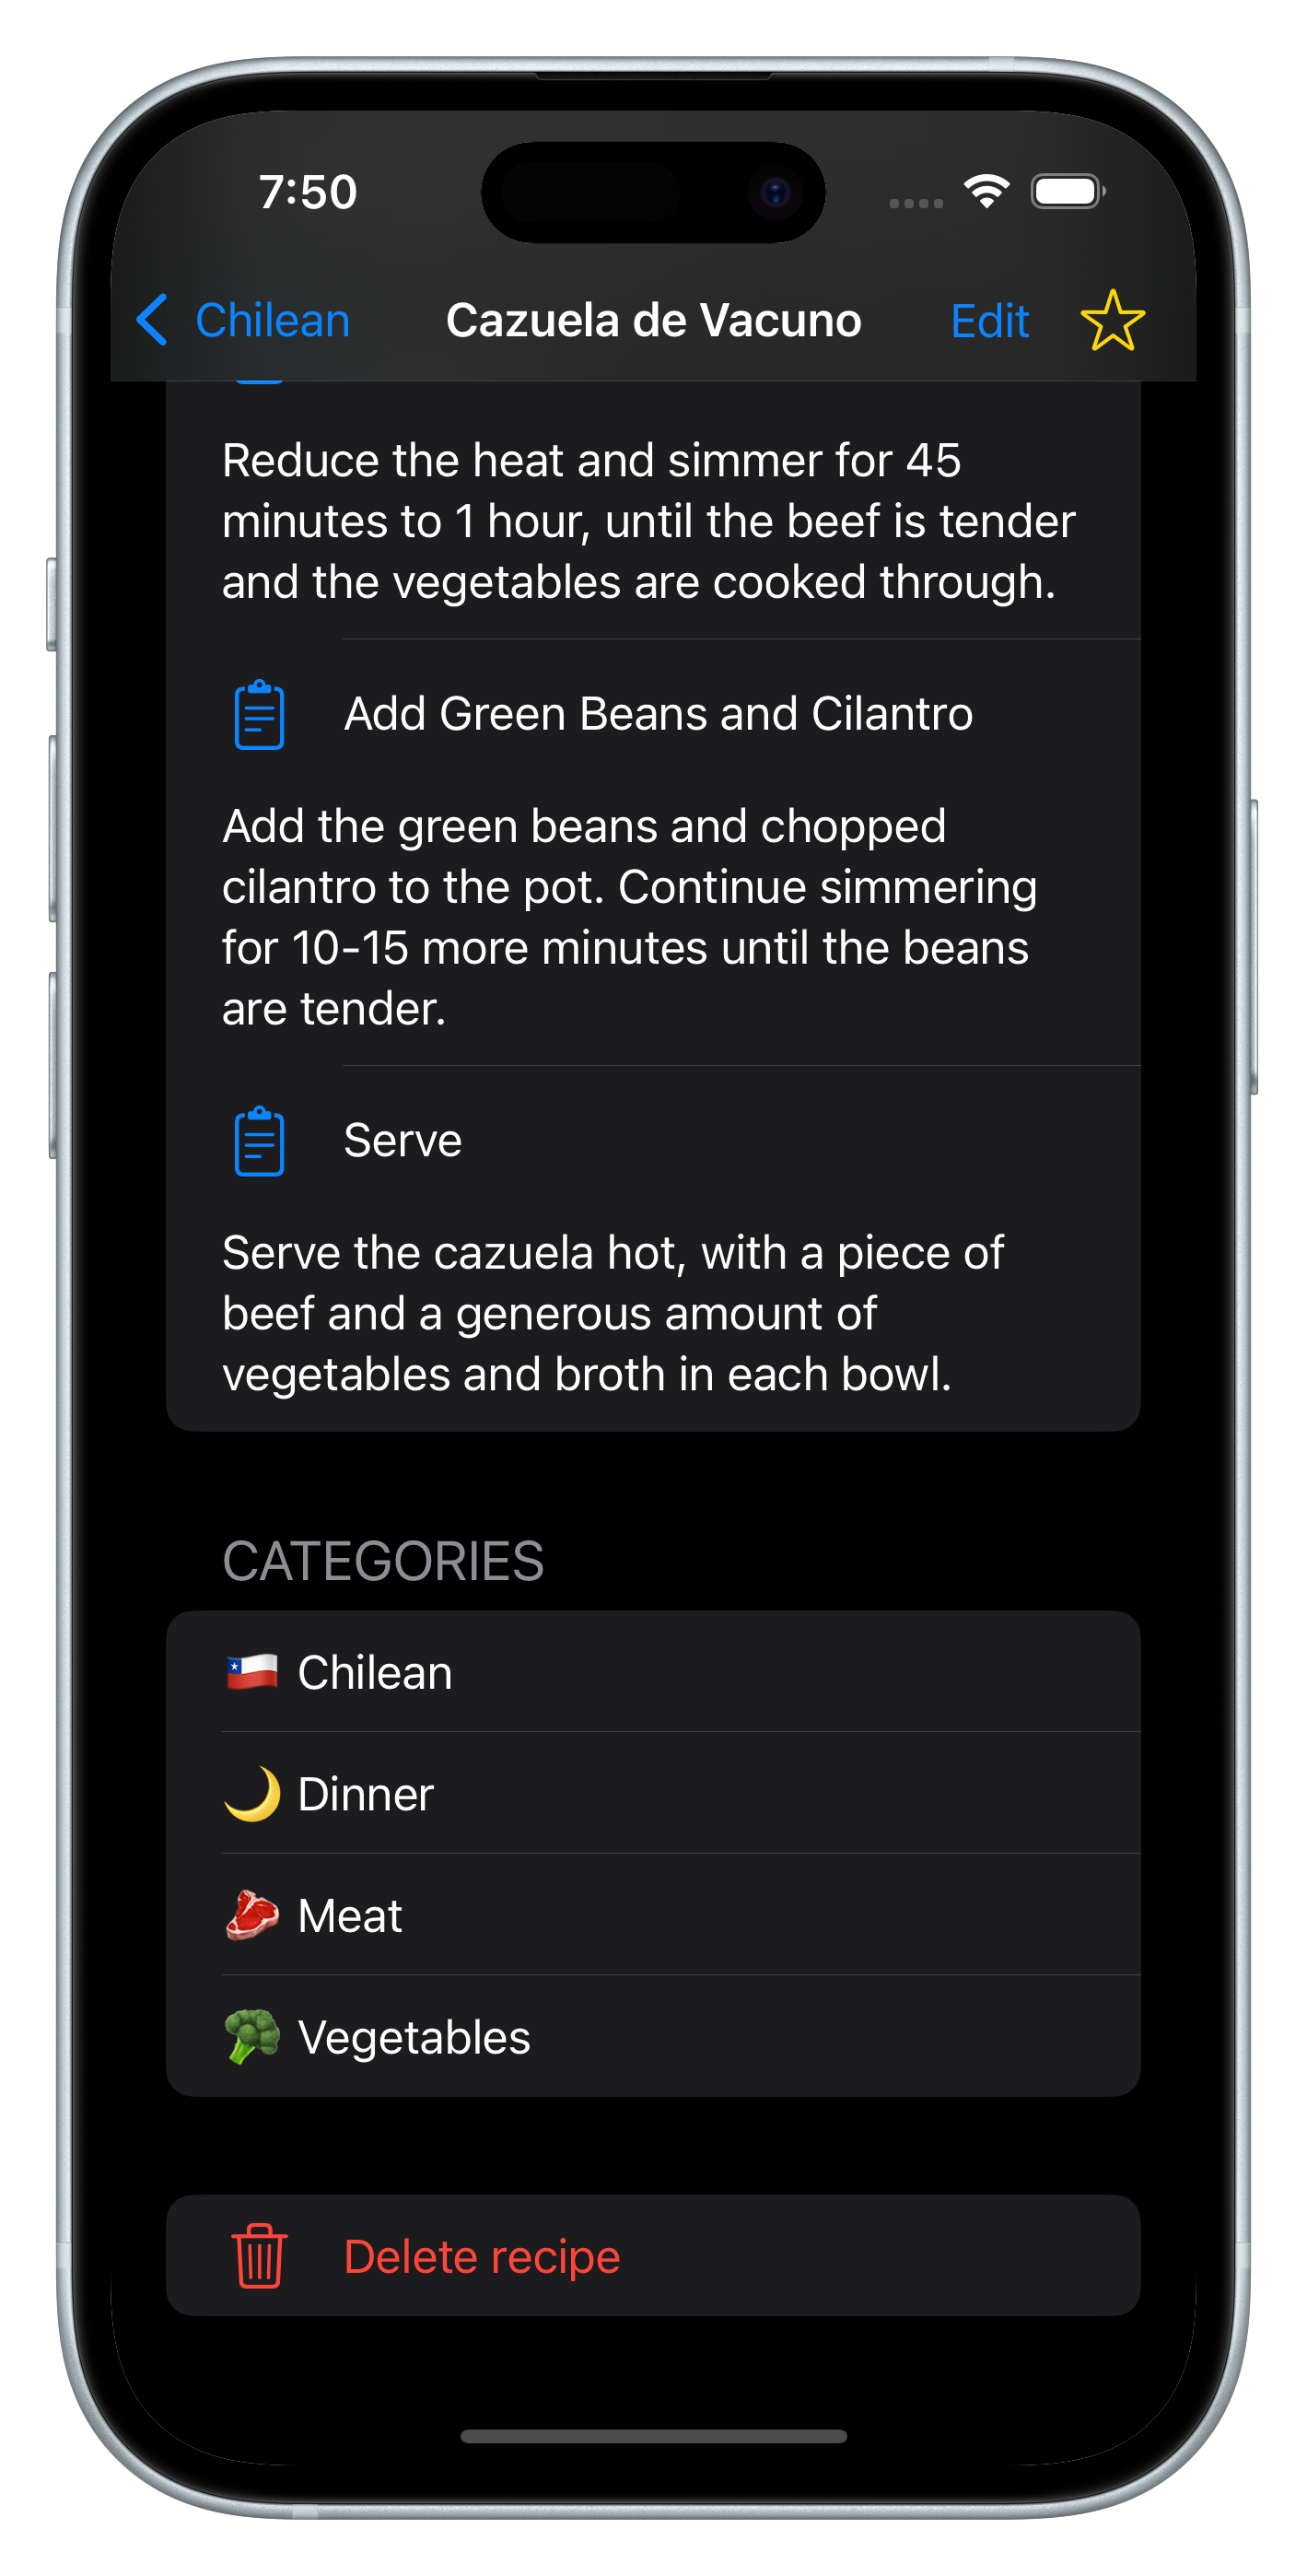 7:50
Chilean
Cazuela de Vacuno
Edit
Reduce the heat and simmer for 45
minutes to 1 hour, until the beef is tender
and the vegetables are cooked through.
Add Green Beans and Cilantro
Add the green beans and chopped
cilantro to the pot. Continue simmering
for 10-15 more minutes until the beans
are tender.
Serve
Serve the cazuela hot, with a piece of
beef and a generous amount of
vegetables and broth in each bowl.
CATEGORIES
Chilean
Dinner
Meat
Vegetables
Delete recipe